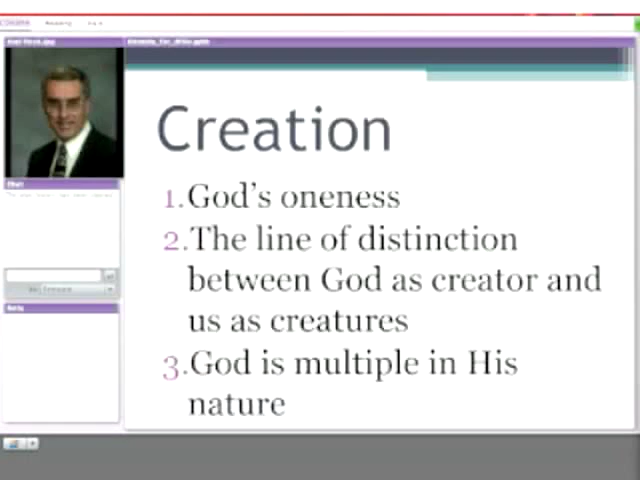 Creation
1.God's oneness
2.The line of distinction
between God as creator and
us as creatures
3.God is multiple in His
nature